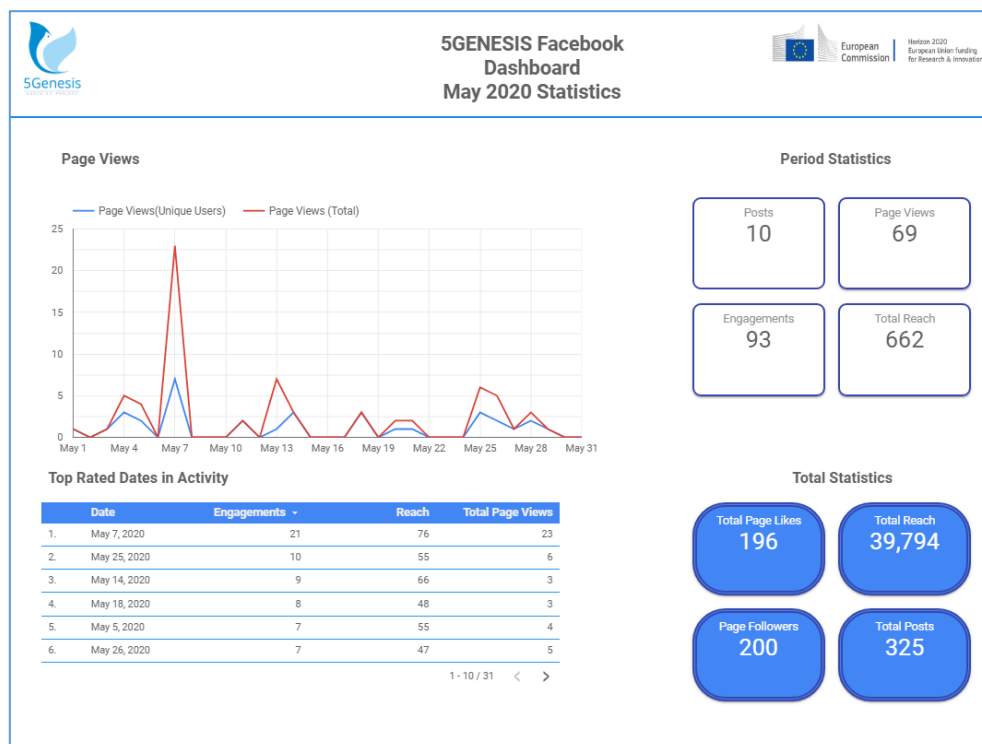 5GENESIS Facebook
Dashboard
May 2020 Statistics
5Genesis
European
Commission
Horizon 2020
European Union funding
for Research & Innovation
Page Views
Page Views(Unique Users)
Page Views (Total)
25
20
15
10
5
0
May 1
May 4
May 7
May 10
May 13
May 16
May 19
May 22
May 25
May 28
May 31
Period Statistics
Posts
10
Page Views
69
Engagements
93
Total Reach
662
Top Rated Dates in Activity
Date Engagements Reach Total Page Views
1. May 7, 2020 21 76 23
2. May 25, 2020 10 55 6
3. May 14, 2020 9 66 3
4. May 18, 2020 8 48 3
5. May 5, 2020 7 55 4
6. May 26, 2020 7 47 5
1 - 10 / 31
Total Statistics
Total Page Likes
196
Total Reach
39,794
Page Followers
200
Total Posts
325